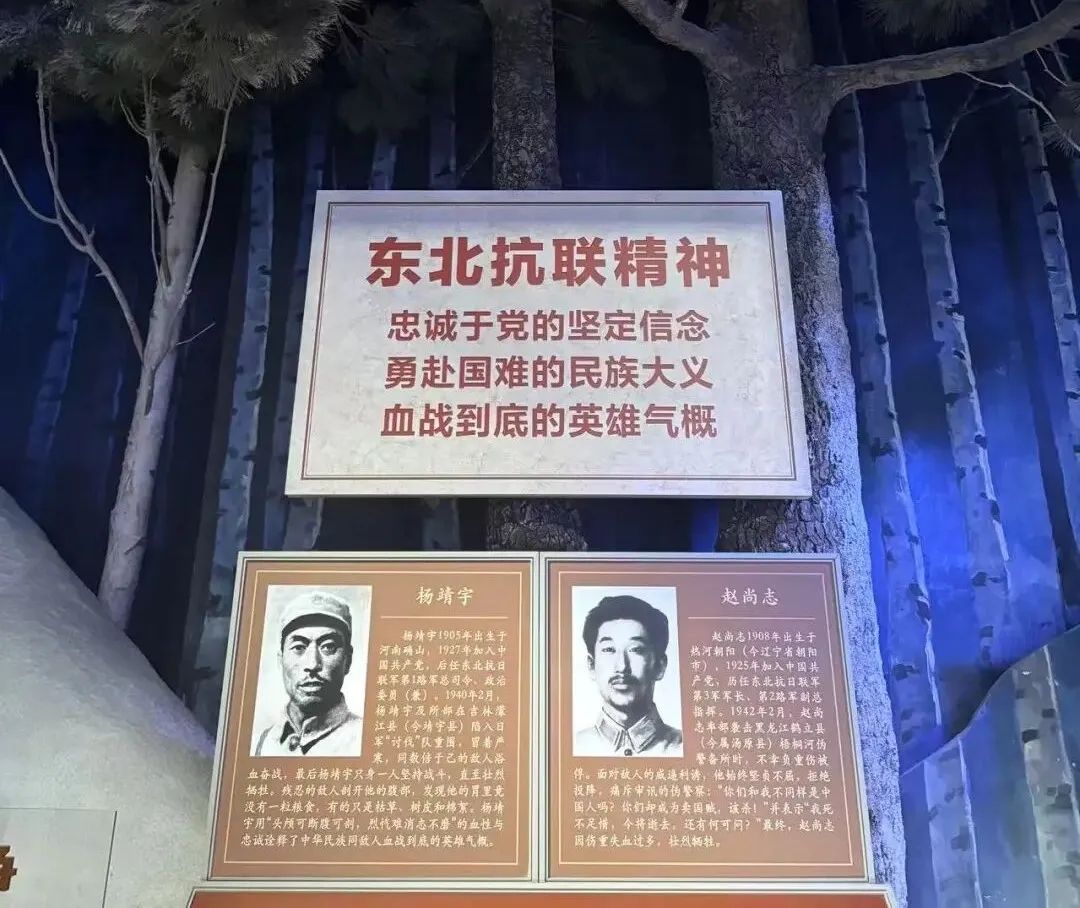 东北抗联精神
忠诚于党的坚定信念
勇赴国难的民族大义
血战到底的英雄气概
杨靖宇
杨靖宇1905年出生于
河南确山，1927年加入中
国共产党，后任东北抗日
联军第1路军总司令、政治
委员（兼）。1940年2月，
杨靖宇及所部在吉林濛
江县（今靖宇县）陷入日
军“讨伐”队重围，冒着严
寒，同数倍于己的敌人浴
血奋战，最后杨靖宇只身一人坚持战斗，直至壮烈
牺牲。残忍的敌人剖开他的腹部，发现他的胃里竟
没有一粒粮食，有的只是枯草、树皮和棉絮。杨靖
宇用“头颅可断腹可剖，烈忾难消志不磨”的血性与
忠诚诠释了中华民族同敌人血战到底的英雄气概。
赵尚志
赵尚志1908年出生于
热河朝阳（今辽宁省朝阳
市），1925年加入中国共
产党，历任东北抗日联军
第3军军长、第2路军副总
指挥。1942年2月，赵尚
志率部袭击黑龙江鹤立县
（今属汤原县）梧桐河伪
警备所时，不幸负重伤被
俘。面对敌人的威逼利诱，他始终坚贞不屈，拒绝
投降，痛斥审讯的伪警察：“你们和我不同样是中
国人吗？你们却成为卖国贼，该杀！”并表示“我死
不足惜，今将逝去，还有何可问？”最终，赵尚志
因伤重失血过多，壮烈牺牲。